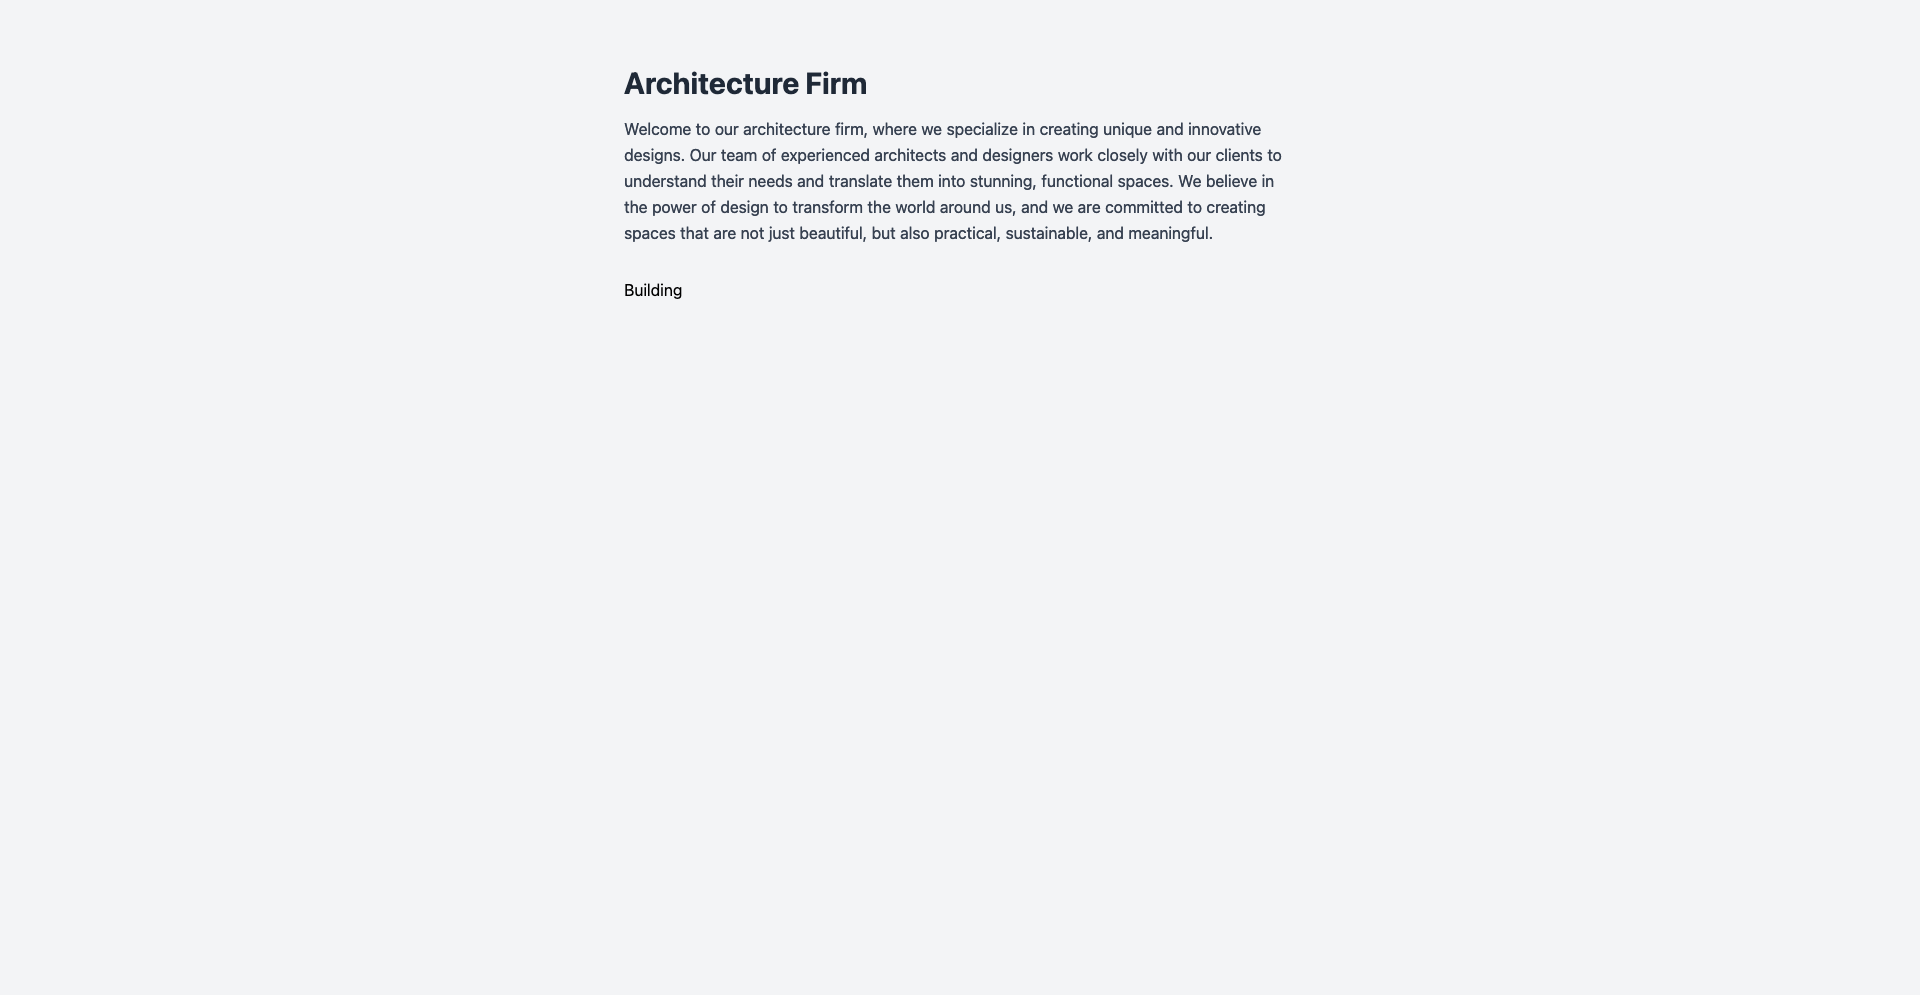 Architecture Firm
Welcome to our architecture firm, where we specialize in creating unique and innovative
designs. Our team of experienced architects and designers work closely with our clients to
understand their needs and translate them into stunning, functional spaces. We believe in
the power of design to transform the world around us, and we are committed to creating
spaces that are not just beautiful, but also practical, sustainable, and meaningful.
Building